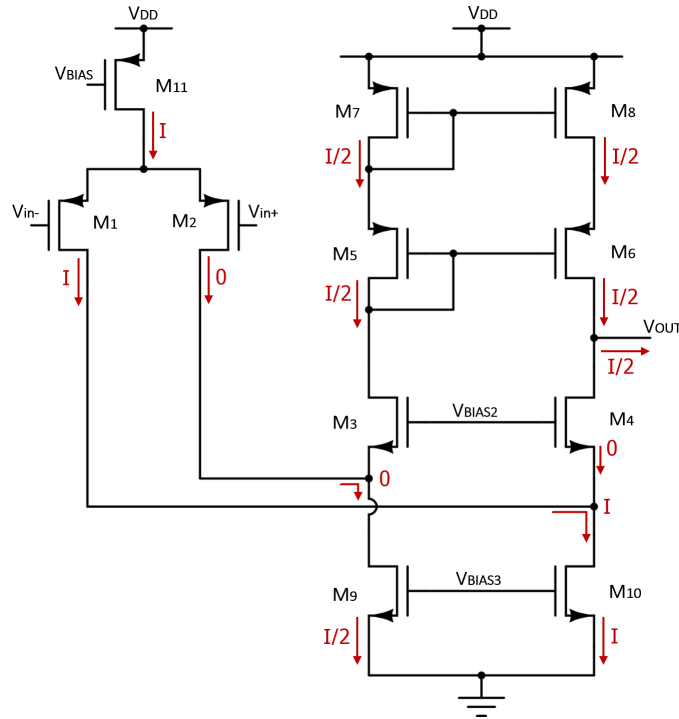 VDD
VDD
VBIAS
M11
I
M7
M8
I/2
I/2
Vin-
M1
M2
Vin+
M5
M6
I
0
I/2
I/2
VOUT
I/2
M3
VBIAS2
M4
0
0
I
M9
VBIAS3
M10
I/2
I